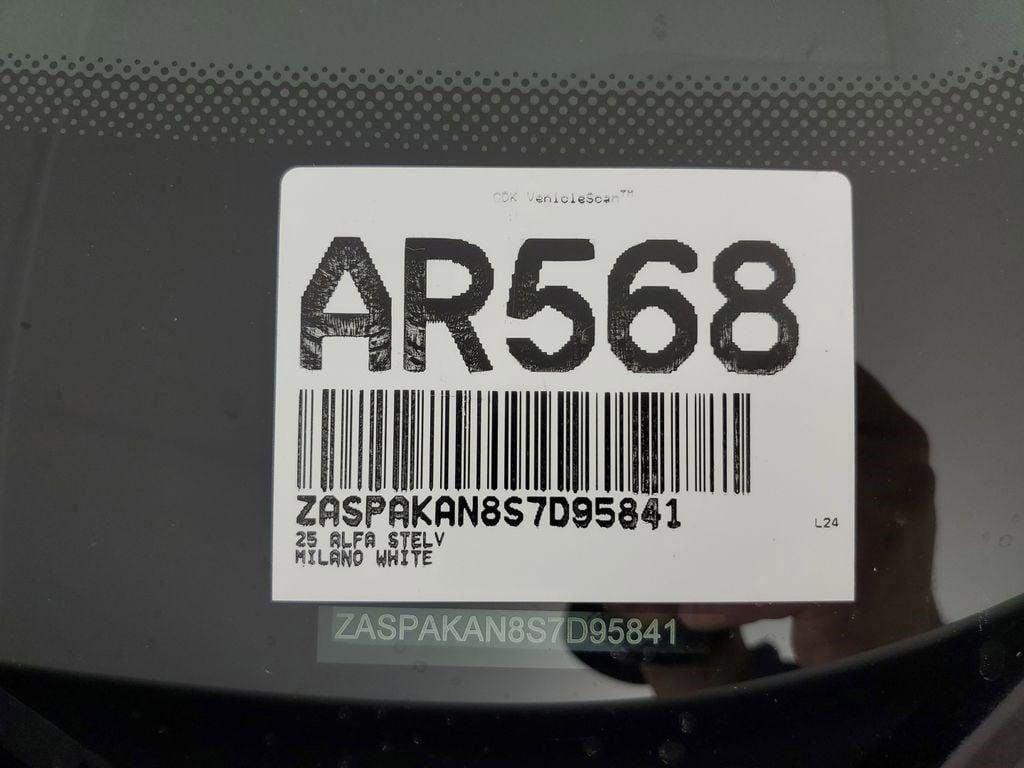 CDK VehicleScan™
AR568
ZASPAKAN8S7D95841
25 ALFA STELV
MILANO WHITE
L24
ZASPAKAN8S7D95841